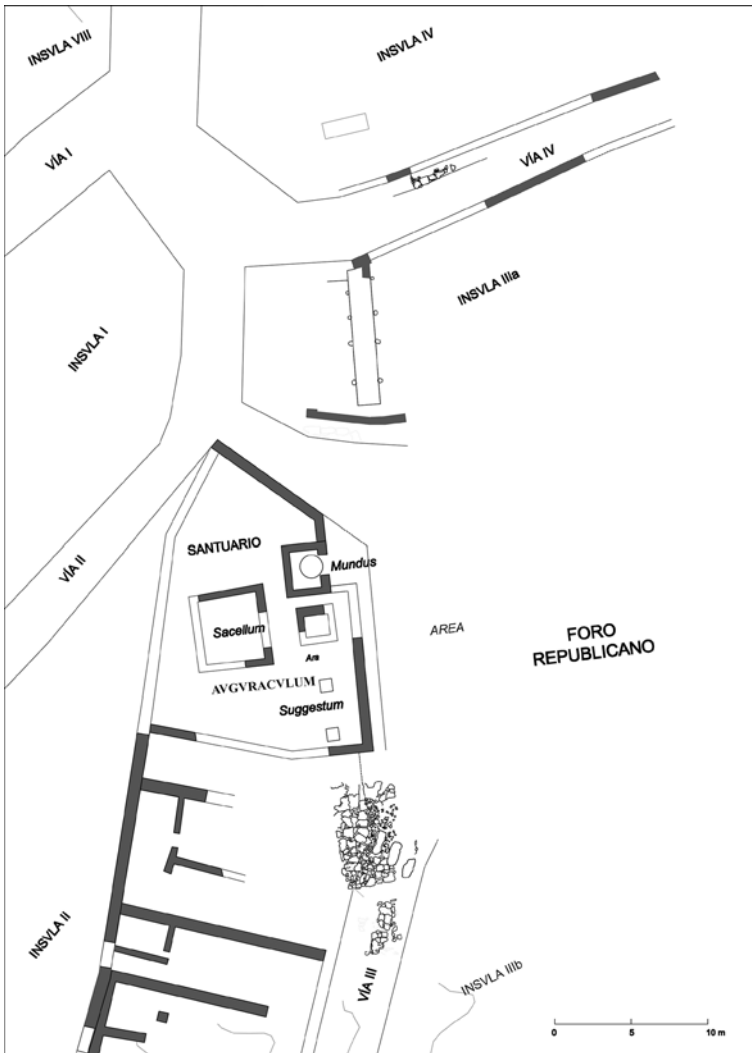 INSVLA VIII
INSVLA IV
VÍA I
VÍA IV
INSVLA IIIa
INSVLA I
SANTUARIO
VÍA II
Mundus
Sacellum
Ara
AREA
FORO
REPUBLICANO
AVGVRACVLUM
Suggestum
INSVLA II
VÍA III
INSVLA IIIb
0 5 10 m